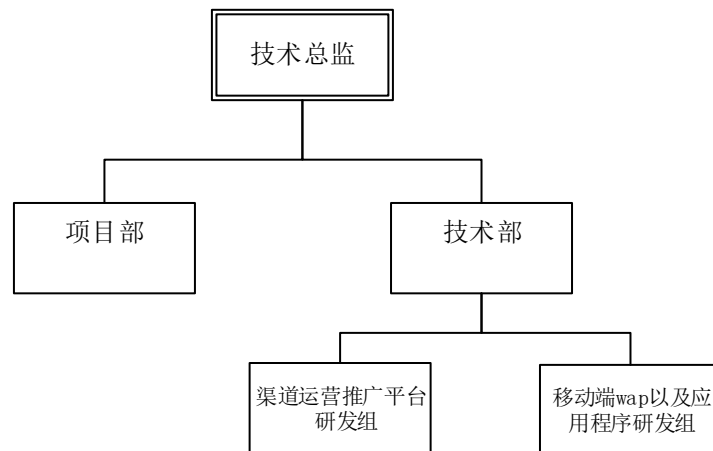 技术总监
项目部
技术部
渠道运营推广平台
研发组
移动端wap以及应
用程序研发组